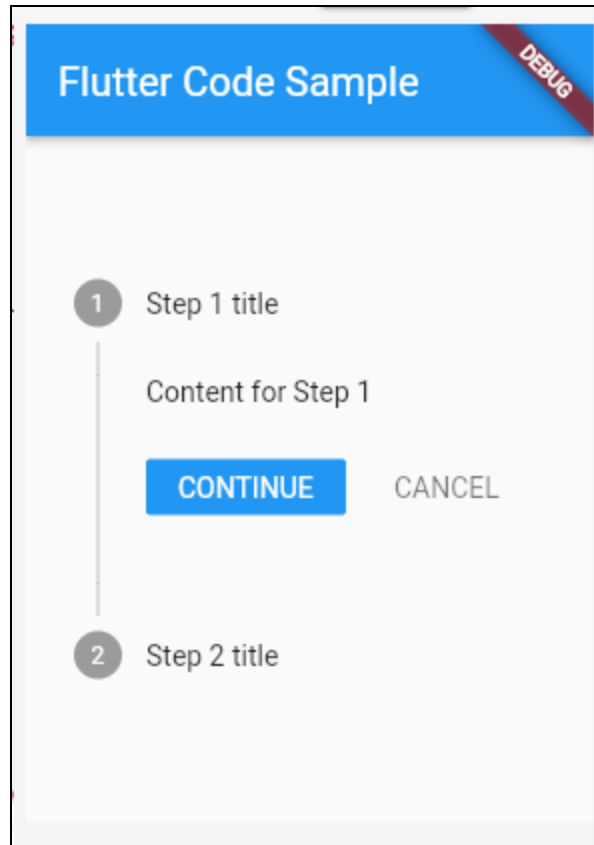 Flutter Code Sample
DEBUG
1 Step 1 title
Content for Step 1
CONTINUE CANCEL
2 Step 2 title